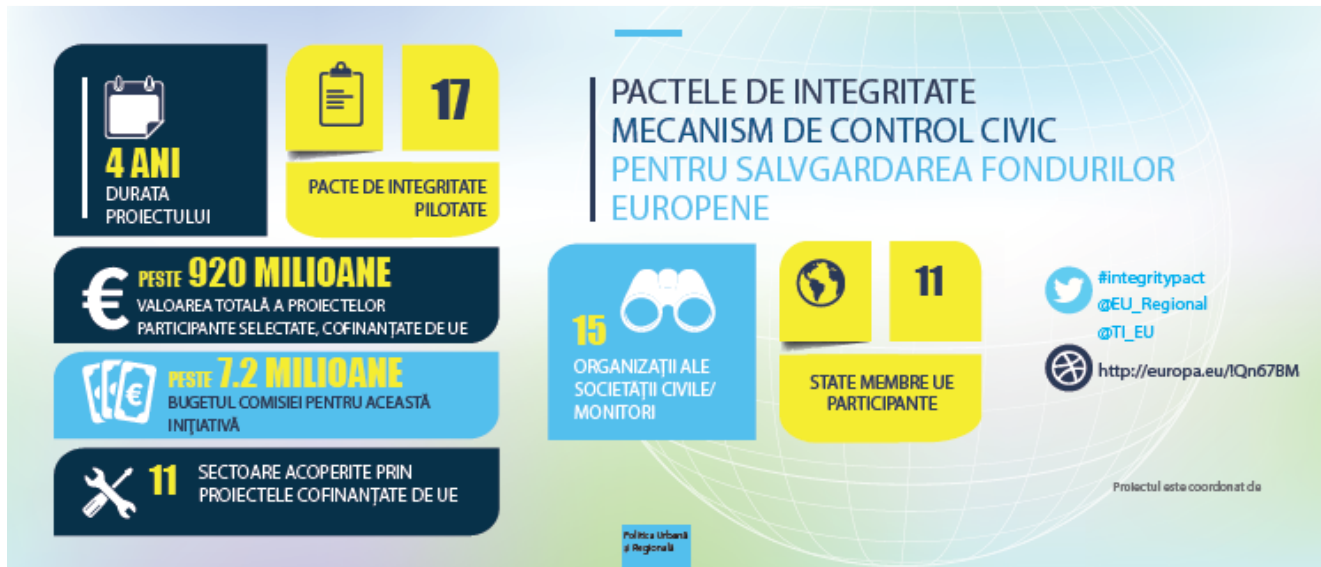 4 ANI
DURATA
PROIECTULUI
17
PACTE DE INTEGRITATE
PILOTATE
PESTE 920 MILIOANE
VALOAREA TOTALĂ A PROIECTELOR
PARTICIPANTE SELECTATE, COFINANȚATE DE UE
PESTE 7.2 MILIOANE
BUGETUL COMISIEI PENTRU ACEASTĂ
INIȚIATIVĂ
11 SECTOARE ACOPERITE PRIN
PROIECTELE COFINANȚATE DE UE
PACTELE DE INTEGRITATE
MECANISM DE CONTROL CIVIC
PENTRU SALVGARDAREA FONDURILOR
EUROPENE
15
ORGANIZAȚII ALE
SOCIETĂȚII CIVILE/
MONITORI
11
STATE MEMBRE UE
PARTICIPANTE
#integritypact
@EU_Regional
@TI_EU
http://europa.eu/!Qn67BM
Proiectul este coordonat de
Politica Urbană
și Regională